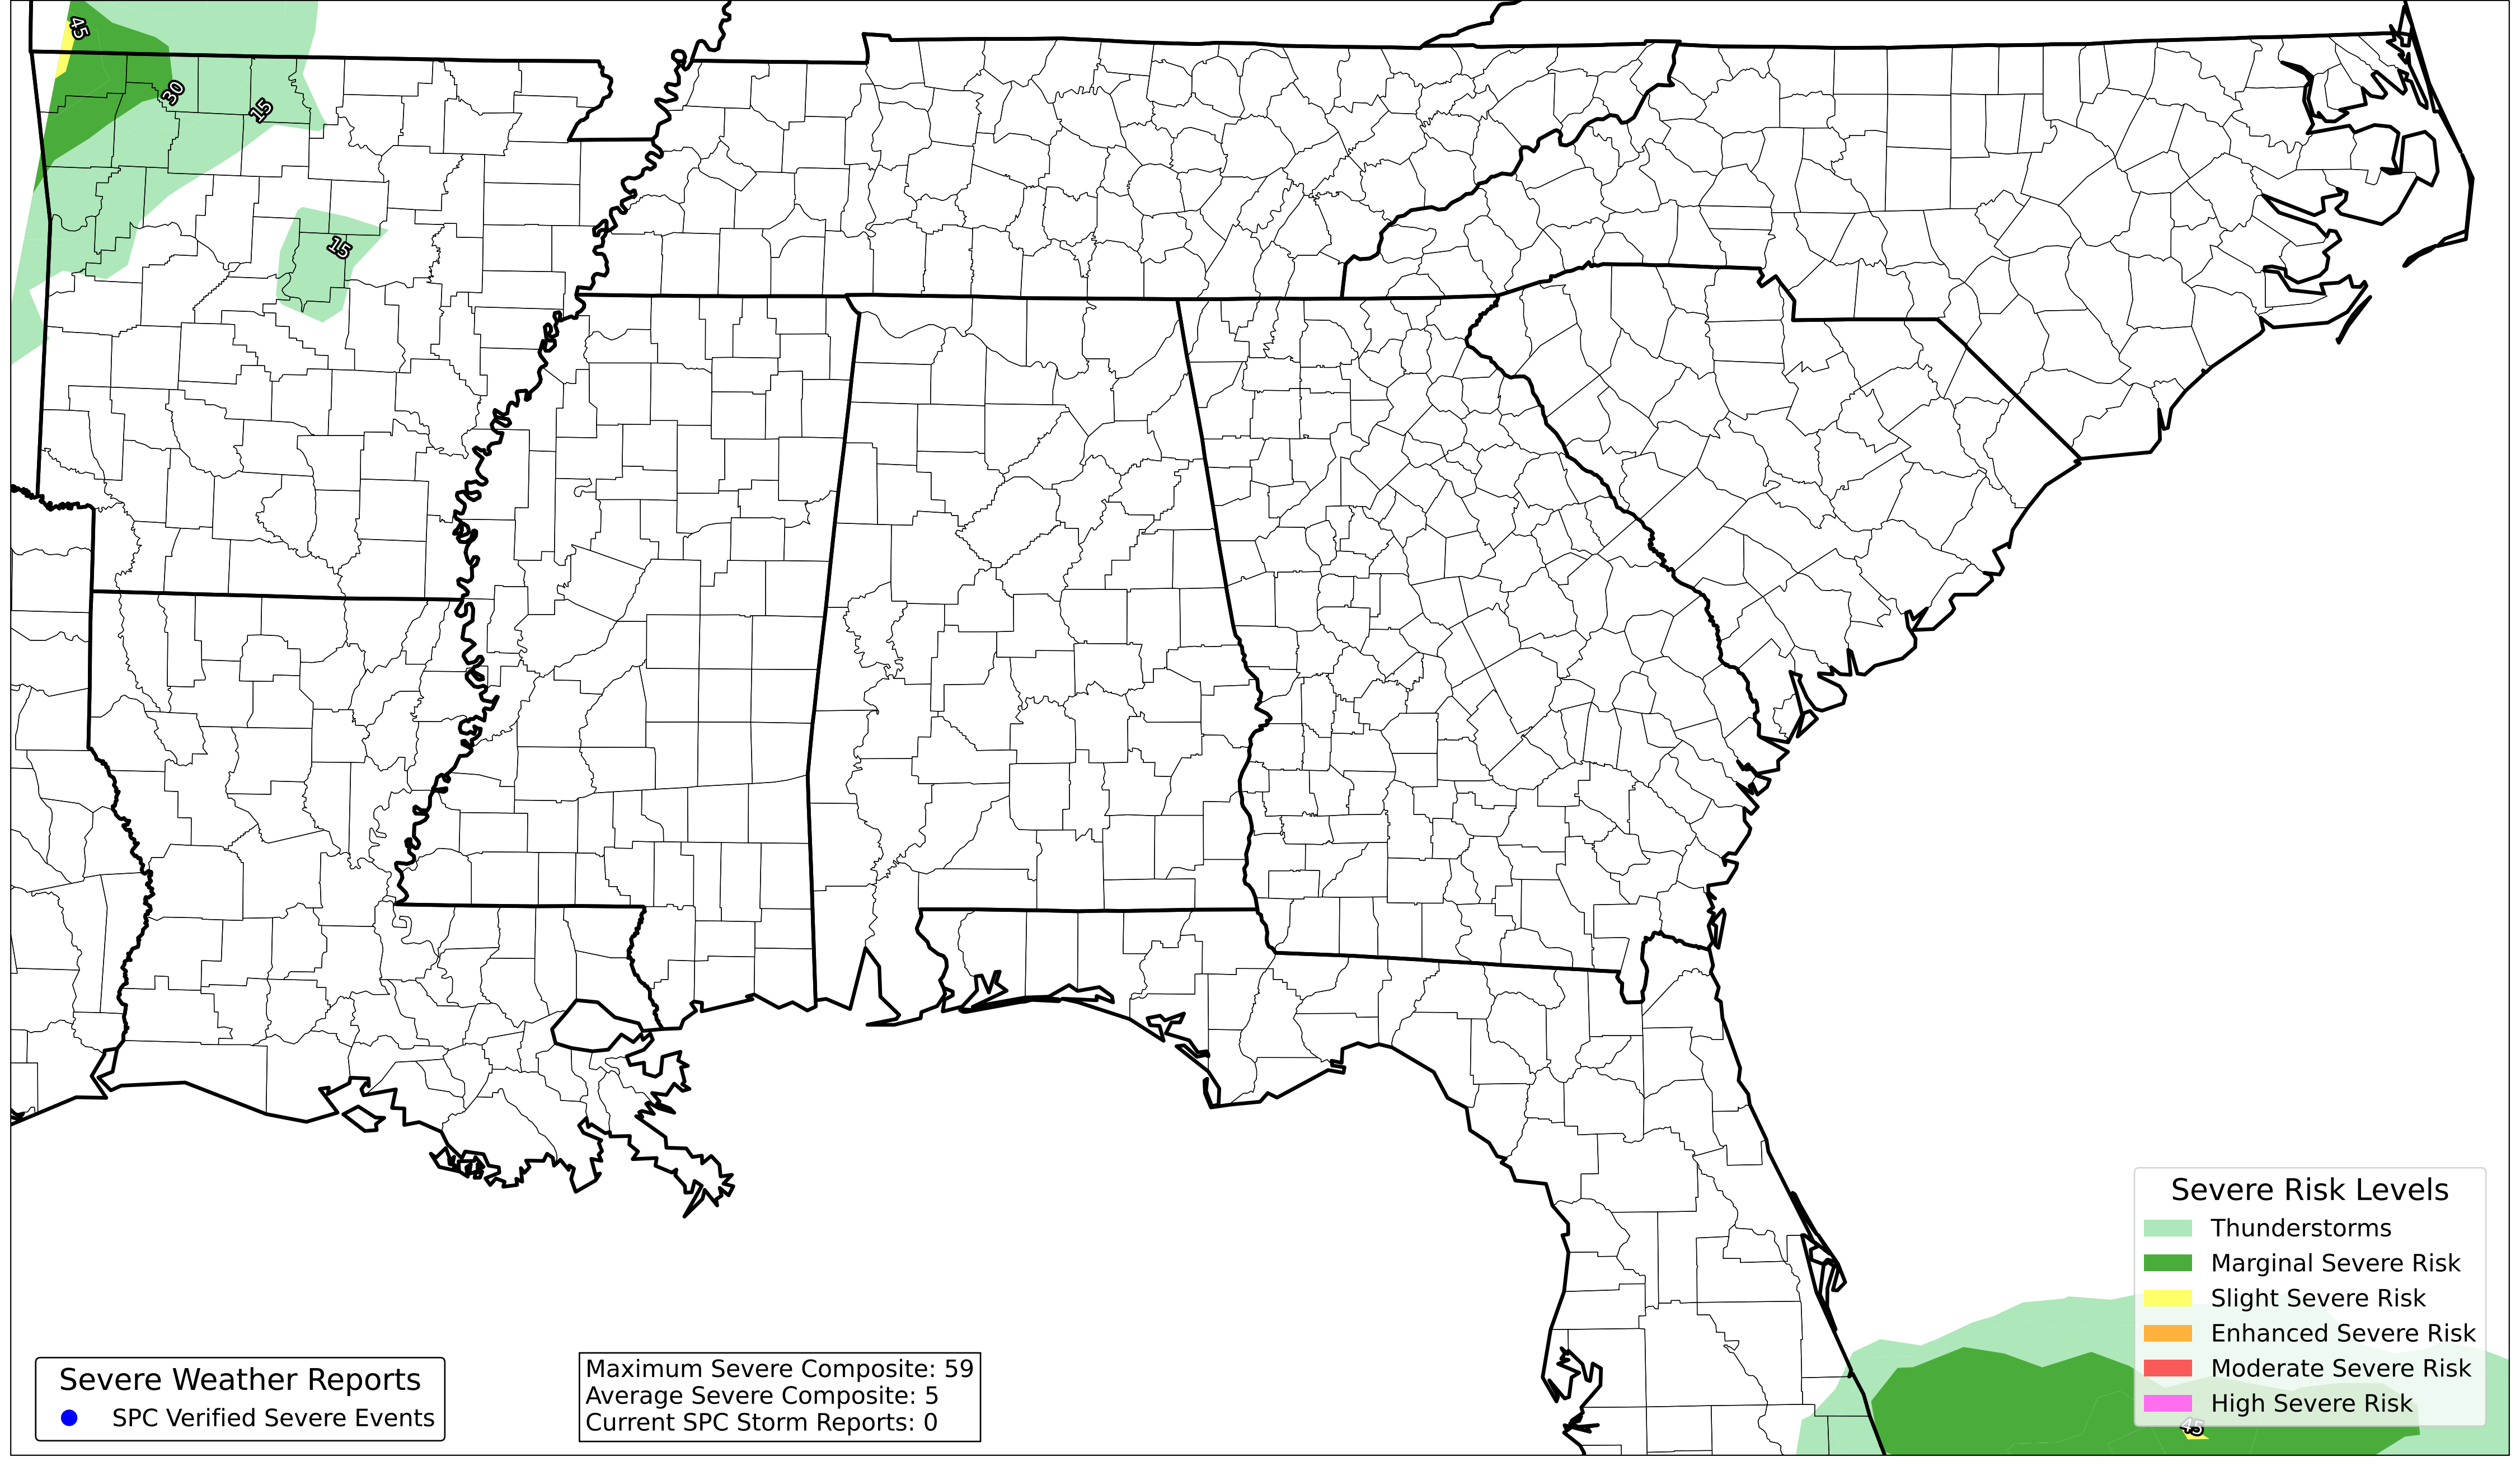 45
30
15
15
Severe Risk Levels
Thunderstorms
Marginal Severe Risk
Slight Severe Risk
Enhanced Severe Risk
Moderate Severe Risk
High Severe Risk
45
Severe Weather Reports
SPC Verified Severe Events
Maximum Severe Composite: 59
Average Severe Composite: 5
Current SPC Storm Reports: 0